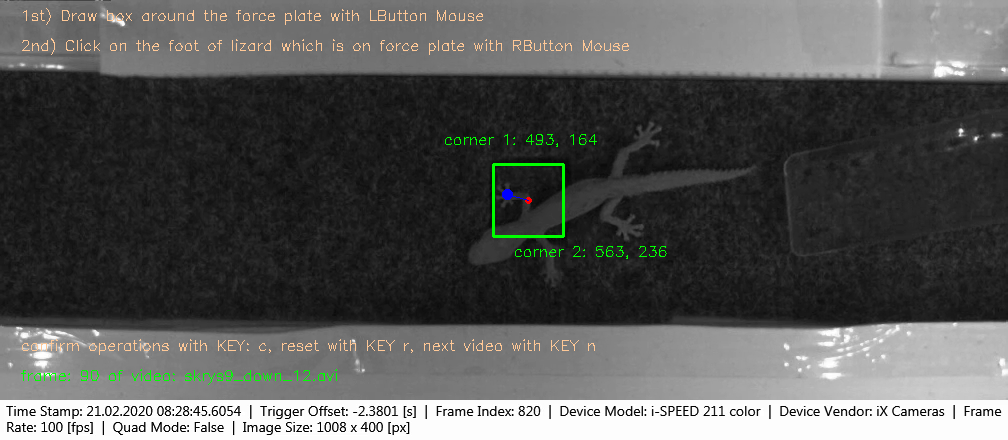 1st) Draw box around the force plate with LButton Mouse
2nd) Click on the foot of lizard which is on force plate with RButton Mouse
corner 1: 493, 164
corner 2: 563, 236
confirm operations with KEY: c, reset with KEY r, next video with KEY n
frame: 20 of video: skrys9_down_12.avi
Time Stamp: 21.02.2020 08:28:45.6054 | Trigger Offset: -2.3801 [s] | Frame Index: 820 | Device Model: i-SPEED 211 color | Device Vendor: iX Cameras | Frame
Rate: 100 [fps] | Quad Mode: False | Image Size: 1008 x 400 [px]